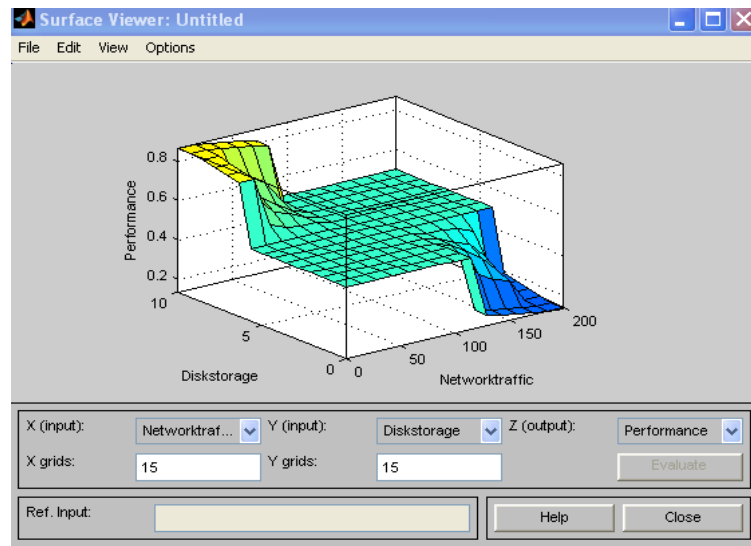 Surface Viewer: Untitled
File Edit View Options
0.8
0.6
0.4
0.2
Performance
10
5
0
Diskstorage
0
50
100
150
200
Networktraffic
X (input): Networktraf... Y (input): Diskstorage Z (output): Performance
X grids: 15 Y grids: 15 Evaluate
Ref. Input: Help Close